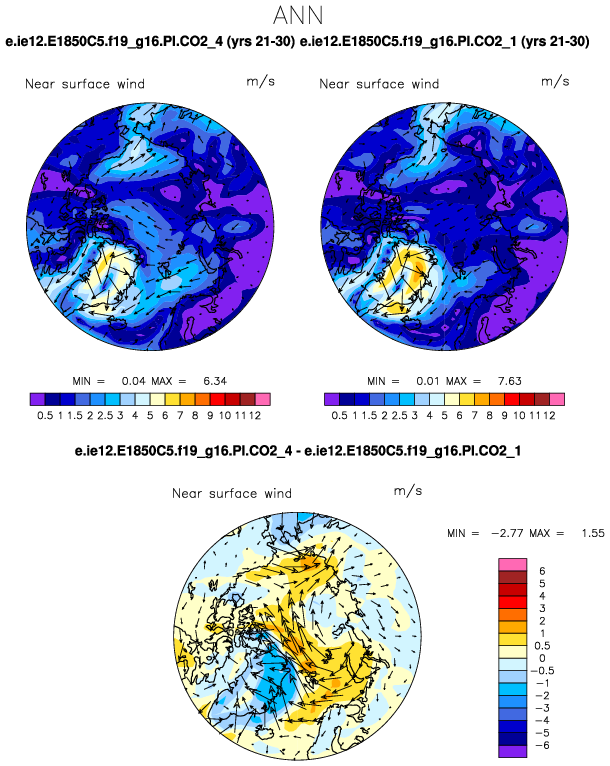 ANN
e.ie12.E1850C5.f19_g16.PI.CO2_4 (yrs 21-30) e.ie12.E1850C5.f19_g16.PI.CO2_1 (yrs 21-30)
Near surface wind m/s Near surface wind m/s
MIN = 0.04 MAX = 6.34 MIN = 0.01 MAX = 7.63
0.5 1 1.5 2 2.5 3 4 5 6 7 8 9 10 11 12 0.5 1 1.5 2 2.5 3 4 5 6 7 8 9 10 11 12
e.ie12.E1850C5.f19_g16.PI.CO2_4 - e.ie12.E1850C5.f19_g16.PI.CO2_1
Near surface wind m/s
MIN = −2.77 MAX = 1.55
6
5
4
3
2
1
0.5
0
−0.5
−1
−2
−3
−4
−5
−6